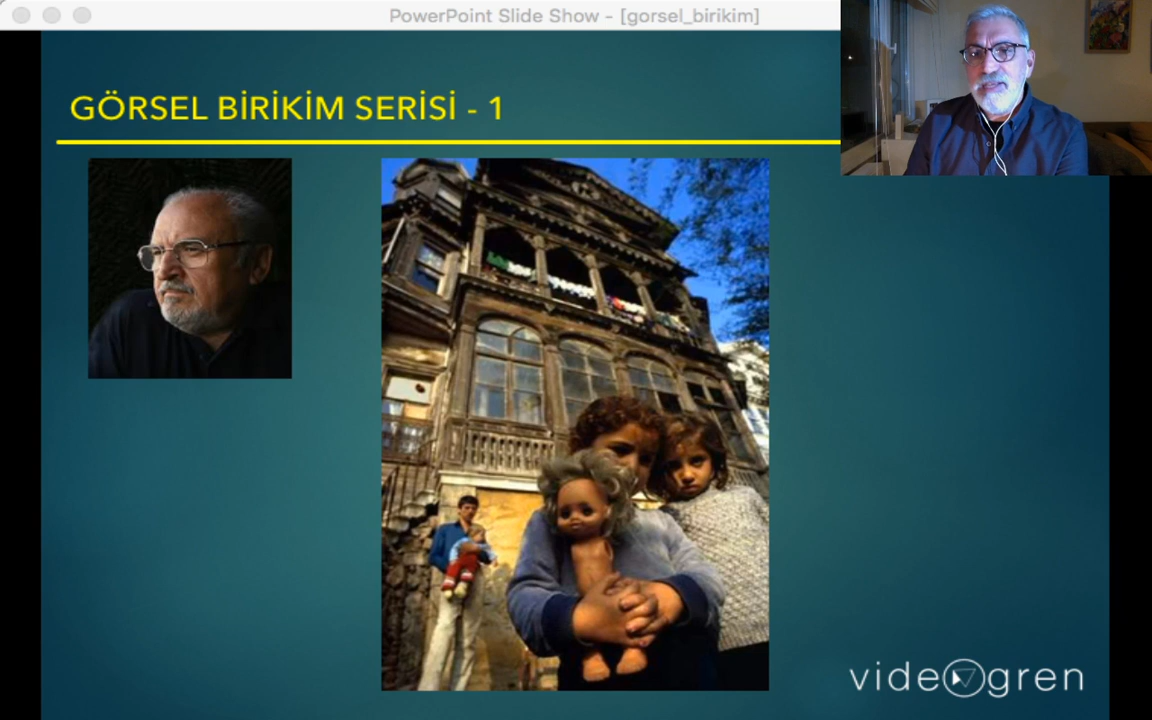 PowerPoint Slide Show - [gorsel_birikim]
GÖRSEL BİRİKİM SERİSİ - 1
videogren